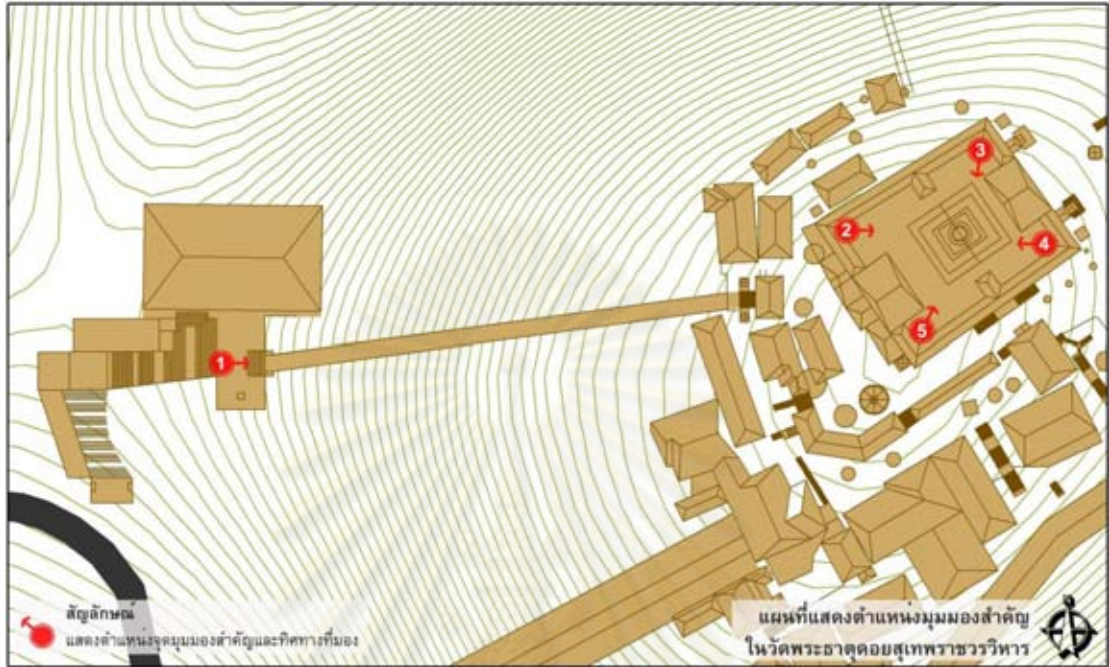 3
2
4
5
1
สัญลักษณ์
แสดงตำแหน่งจุดมุมมองสำคัญและทิศทางที่มอง
แผนที่แสดงตำแหน่งมุมมองสำคัญ
ในวัดพระธาตุดอยสุเทพราชวรวิหาร